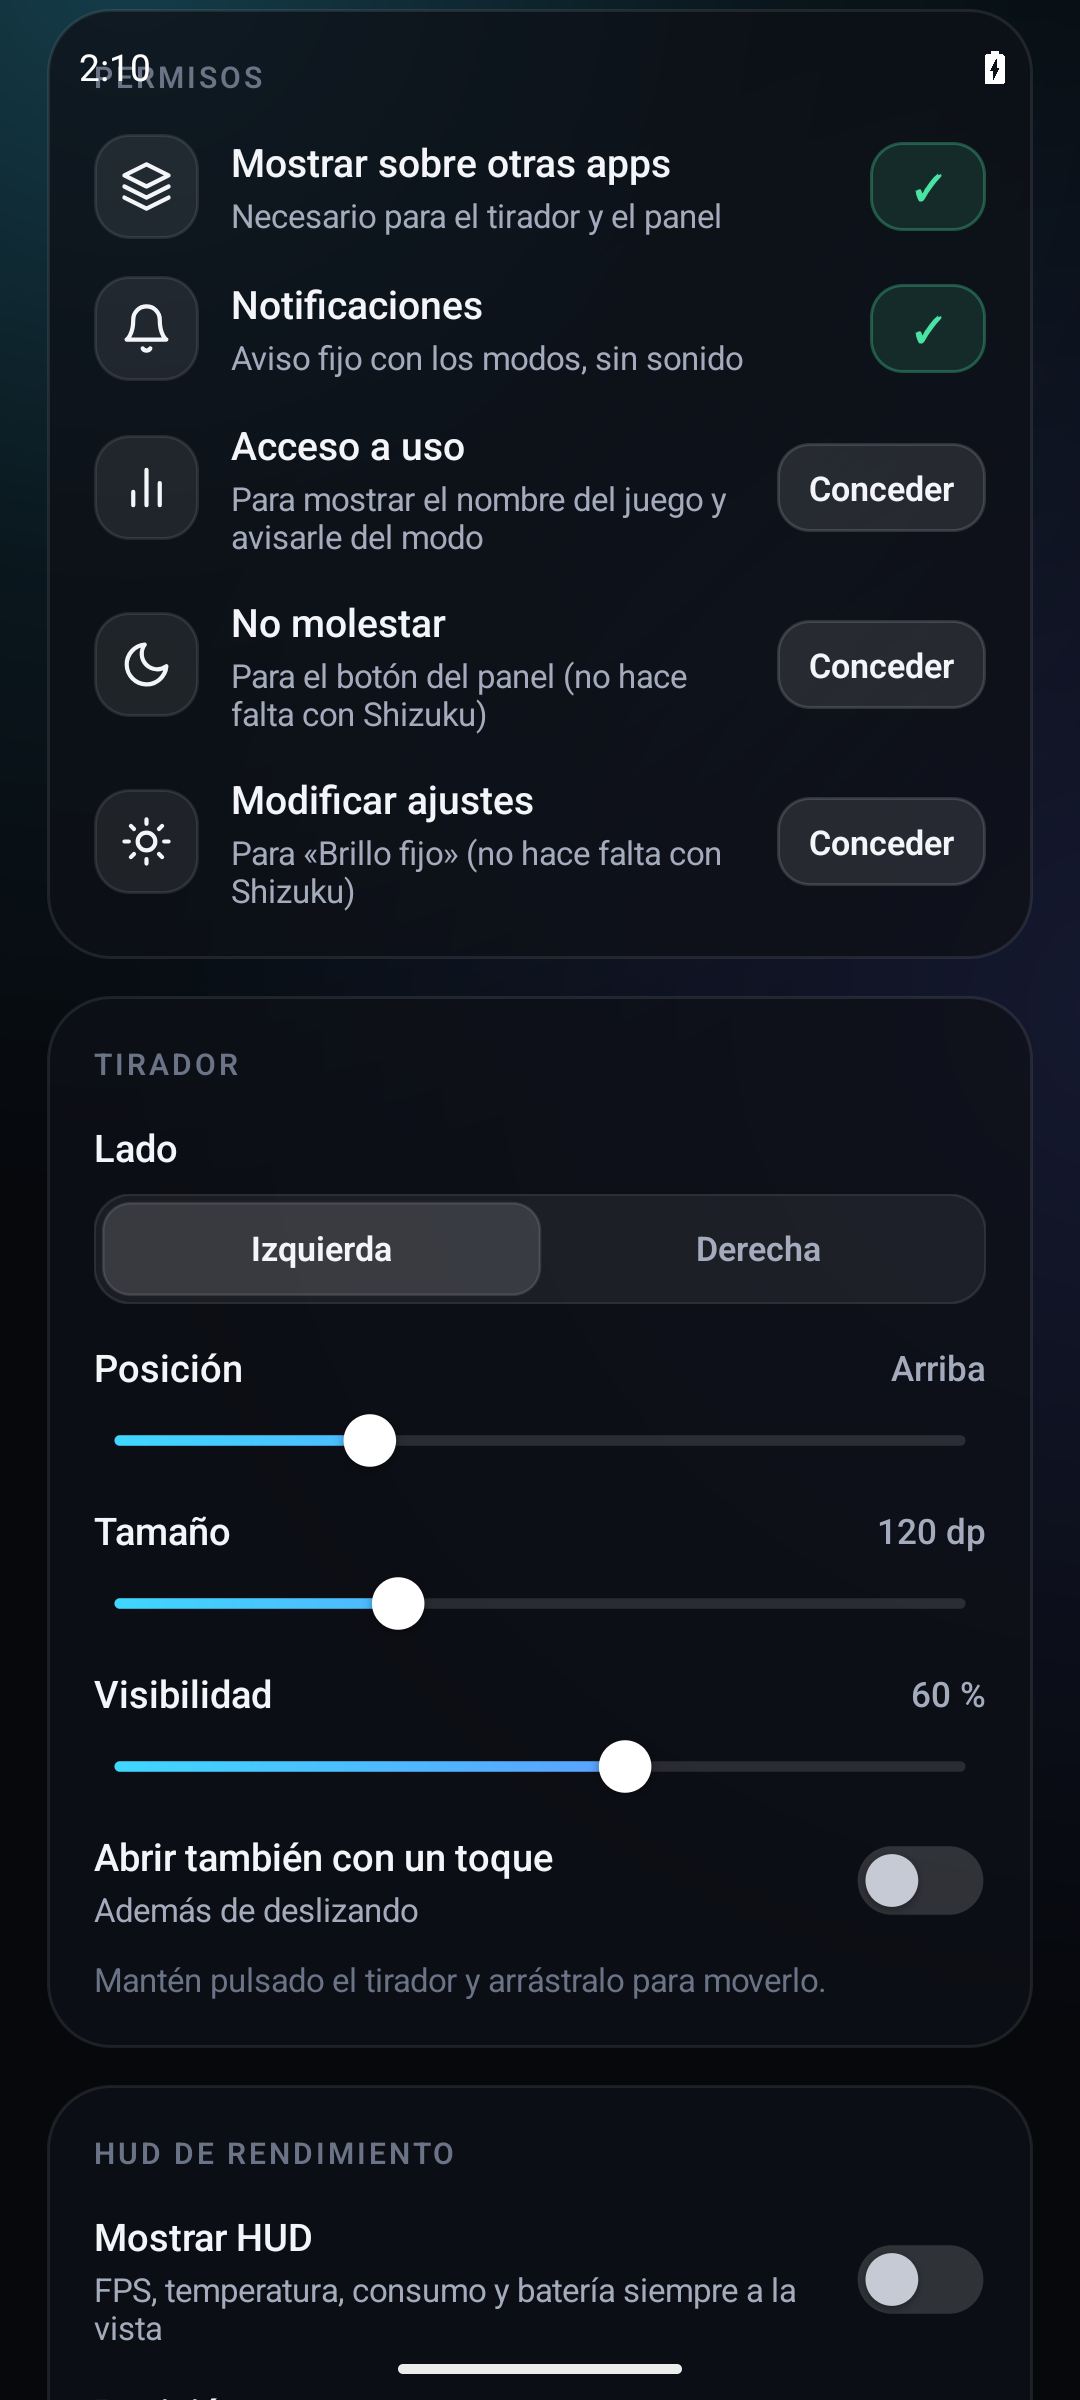 2:10
PERMISOS
Mostrar sobre otras apps
Necesario para el tirador y el panel
✓
Notificaciones
Aviso fijo con los modos, sin sonido
✓
Acceso a uso
Para mostrar el nombre del juego y
avisarle del modo
Conceder
No molestar
Para el botón del panel (no hace
falta con Shizuku)
Conceder
Modificar ajustes
Para «Brillo fijo» (no hace falta con
Shizuku)
Conceder
TIRADOR
Lado
Izquierda
Derecha
Posición
Arriba
Tamaño
120 dp
Visibilidad
60 %
Abrir también con un toque
Además de deslizando
Mantén pulsado el tirador y arrástralo para moverlo.
HUD DE RENDIMIENTO
Mostrar HUD
FPS, temperatura, consumo y batería siempre a la
vista